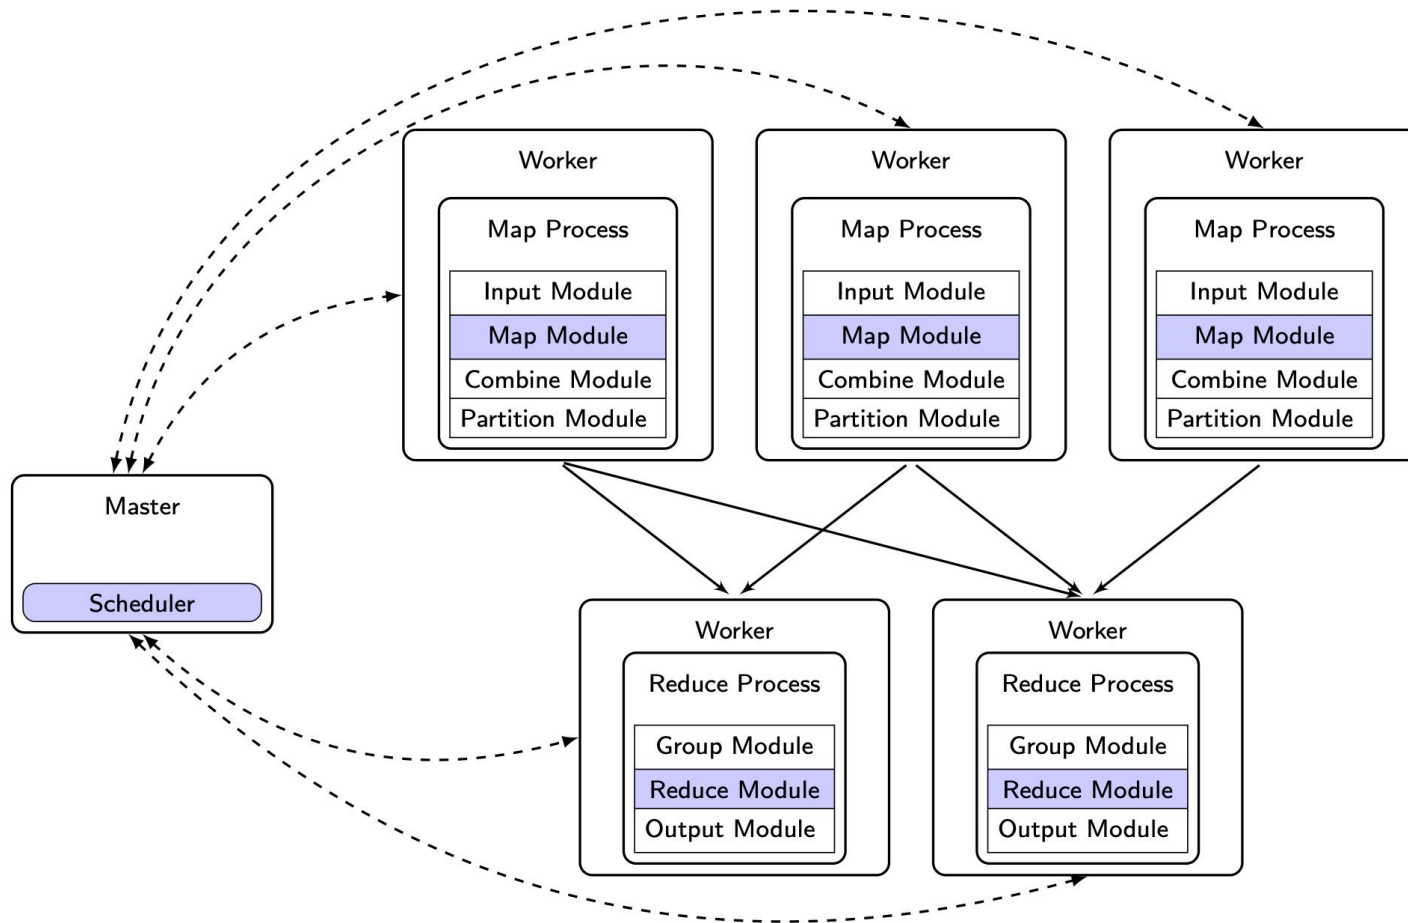 Worker
Map Process
Input Module
Map Module
Combine Module
Partition Module
Worker
Map Process
Input Module
Map Module
Combine Module
Partition Module
Worker
Map Process
Input Module
Map Module
Combine Module
Partition Module
Master
Scheduler
Worker
Reduce Process
Group Module
Reduce Module
Output Module
Worker
Reduce Process
Group Module
Reduce Module
Output Module